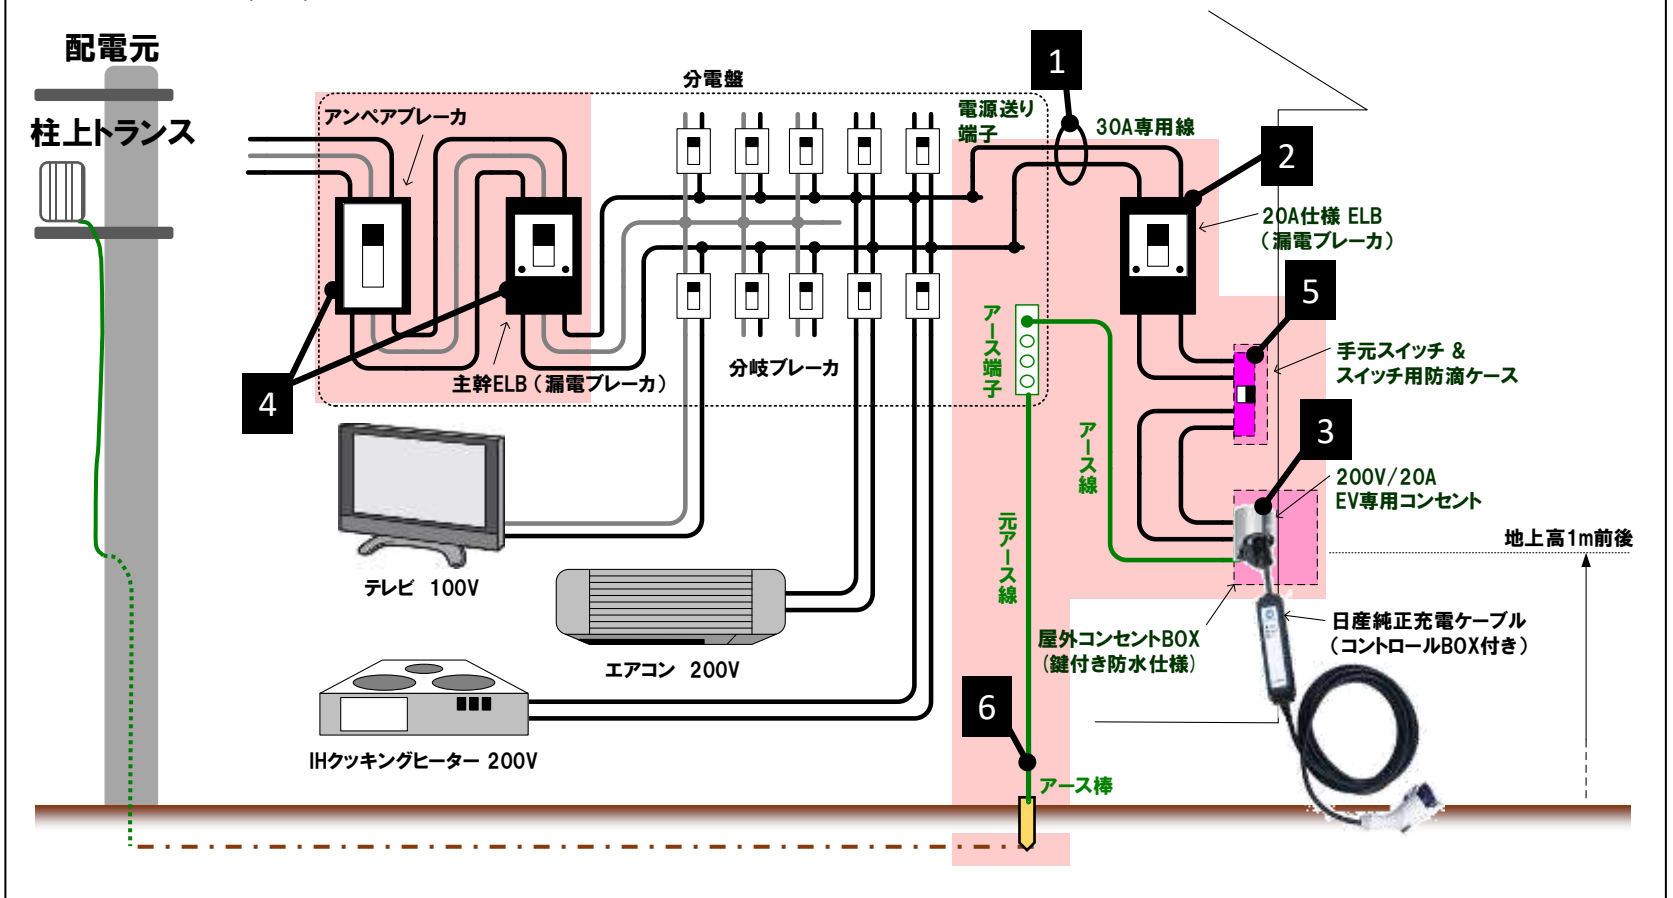 配電元
柱上トランス
分電盤
アンペアブレーカ
電源送り
端子
1
30A専用線
2
20A仕様 ELB
(漏電ブレーカ)
5
手元スイッチ &
スイッチ用防滴ケース
4
主幹ELB(漏電ブレーカ)
分岐ブレーカ
アース端子
アース線
3
200V/20A
EV専用コンセント
地上高1m前後
元アース線
テレビ 100V
エアコン 200V
屋外コンセントBOX
(鍵付き防水仕様)
日産純正充電ケーブル
(コントロールBOX付き)
6
IHクッキングヒーター 200V
アース棒